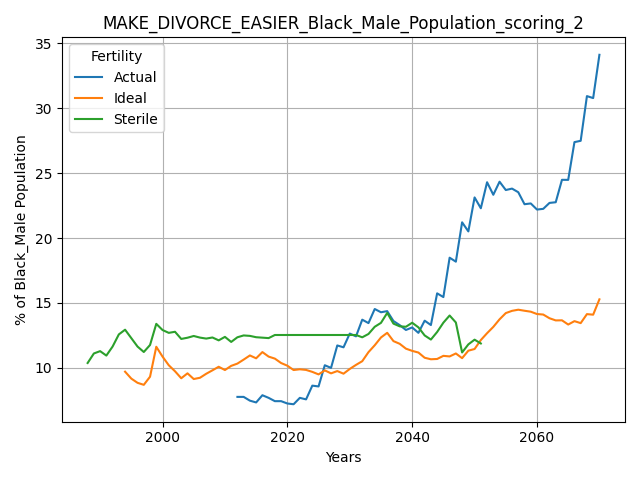 MAKE_DIVORCE_EASIER_Black_Male_Population_scoring_2
Fertility
Actual
Ideal
Sterile
% of Black_Male Population
35
30
25
20
15
10
2000
2020
2040
2060
Years